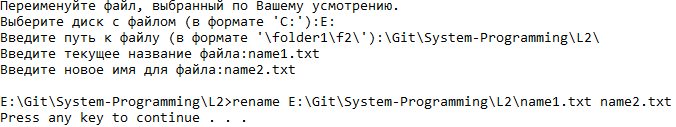 Переименуйте файл, выбранный по Вашему усмотрению.
Выберите диск с файлом (в формате 'C:'):E:
Введите путь к файлу (в формате '\folder1\f2\'):\Git\System-Programming\L2\
Введите текущее название файла:name1.txt
Введите новое имя для файла:name2.txt
E:\Git\System-Programming\L2>rename E:\Git\System-Programming\L2\name1.txt name2.txt
Press any key to continue . . .